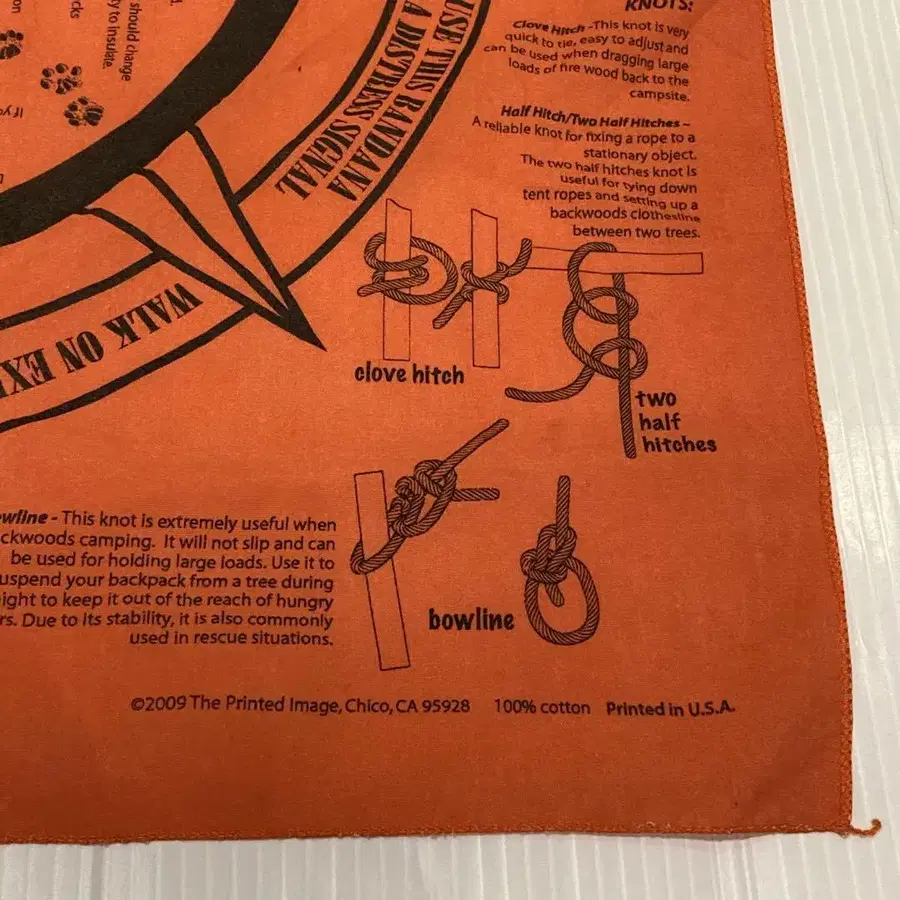 should change
cks
y to insulate.
USE THIS BANDANA
A DISTRESS SIGNAL
WALK ON
KNOTS:
Clove Hitch -This knot is very
quick to tie, easy to adjust and
can be used when dragging large
loads of fire wood back to the
campsite.
Half Hitch/Two Half Hitches –
A reliable knot for fixing a rope to a
stationary object.
The two half hitches knot is
useful for tying down
tent ropes and setting up a
backwoods clothesline
between two trees.
clove hitch
two
half
hitches
wline - This knot is extremely useful when
ckwoods camping. It will not slip and can
be used for holding large loads. Use it to
uspend your backpack from a tree during
ight to keep it out of the reach of hungry
rs. Due to its stability, it is also commonly
used in rescue situations.
bowline
©2009 The Printed Image, Chico, CA 95928 100% cotton Printed in U.S.A.